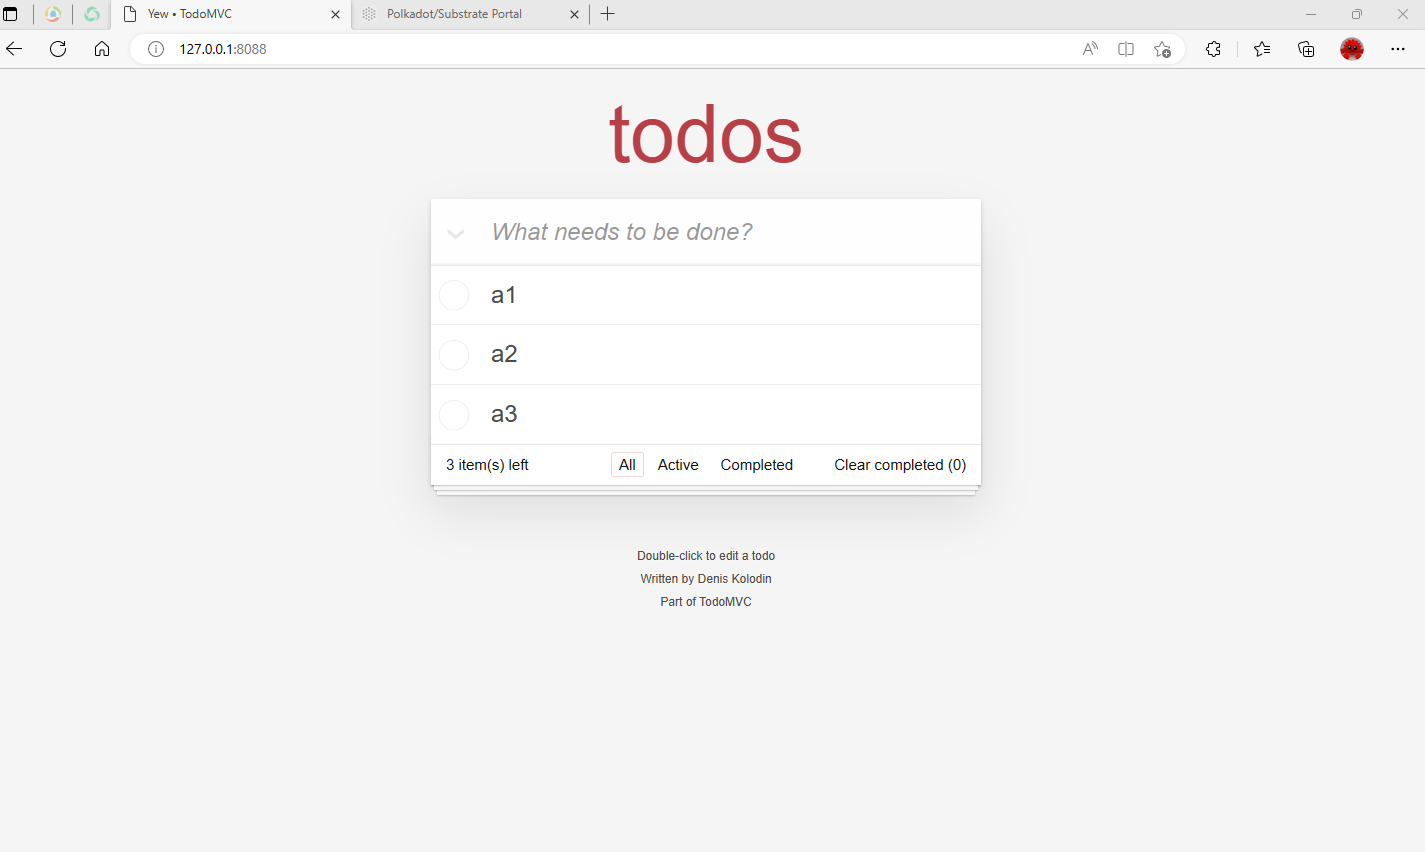 Yew • TodoMVC
Polkadot/Substrate Portal
127.0.0.1:8088
todos
What needs to be done?
a1
a2
a3
3 item(s) left All Active Completed Clear completed (0)
Double-click to edit a todo
Written by Denis Kolodin
Part of TodoMVC